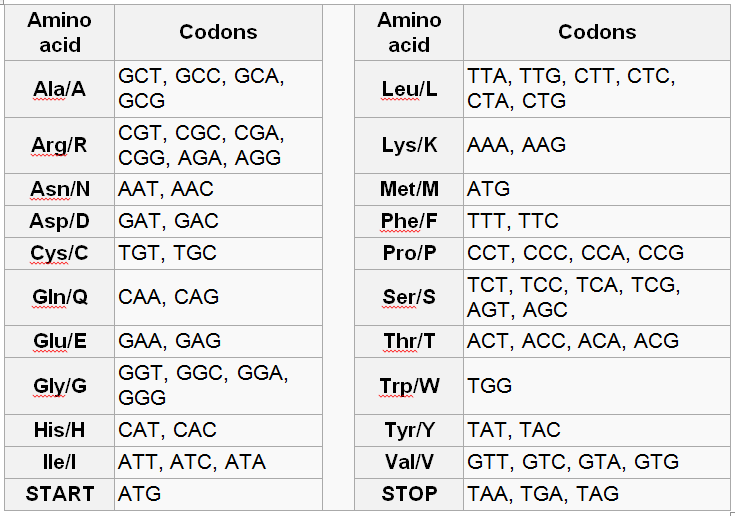 Amino acid Codons Amino acid Codons
Ala/A GCT, GCC, GCA, GCG Leu/L TTA, TTG, CTT, CTC, CTA, CTG
Arg/R CGT, CGC, CGA, CGG, AGA, AGG Lys/K AAA, AAG
Asn/N AAT, AAC Met/M ATG
Asp/D GAT, GAC Phe/F TTT, TTC
Cys/C TGT, TGC Pro/P CCT, CCC, CCA, CCG
Gln/Q CAA, CAG Ser/S TCT, TCC, TCA, TCG, AGT, AGC
Glu/E GAA, GAG Thr/T ACT, ACC, ACA, ACG
Gly/G GGT, GGC, GGA, GGG Trp/W TGG
His/H CAT, CAC Tyr/Y TAT, TAC
Ile/I ATT, ATC, ATA Val/V GTT, GTC, GTA, GTG
START ATG STOP TAA, TGA, TAG